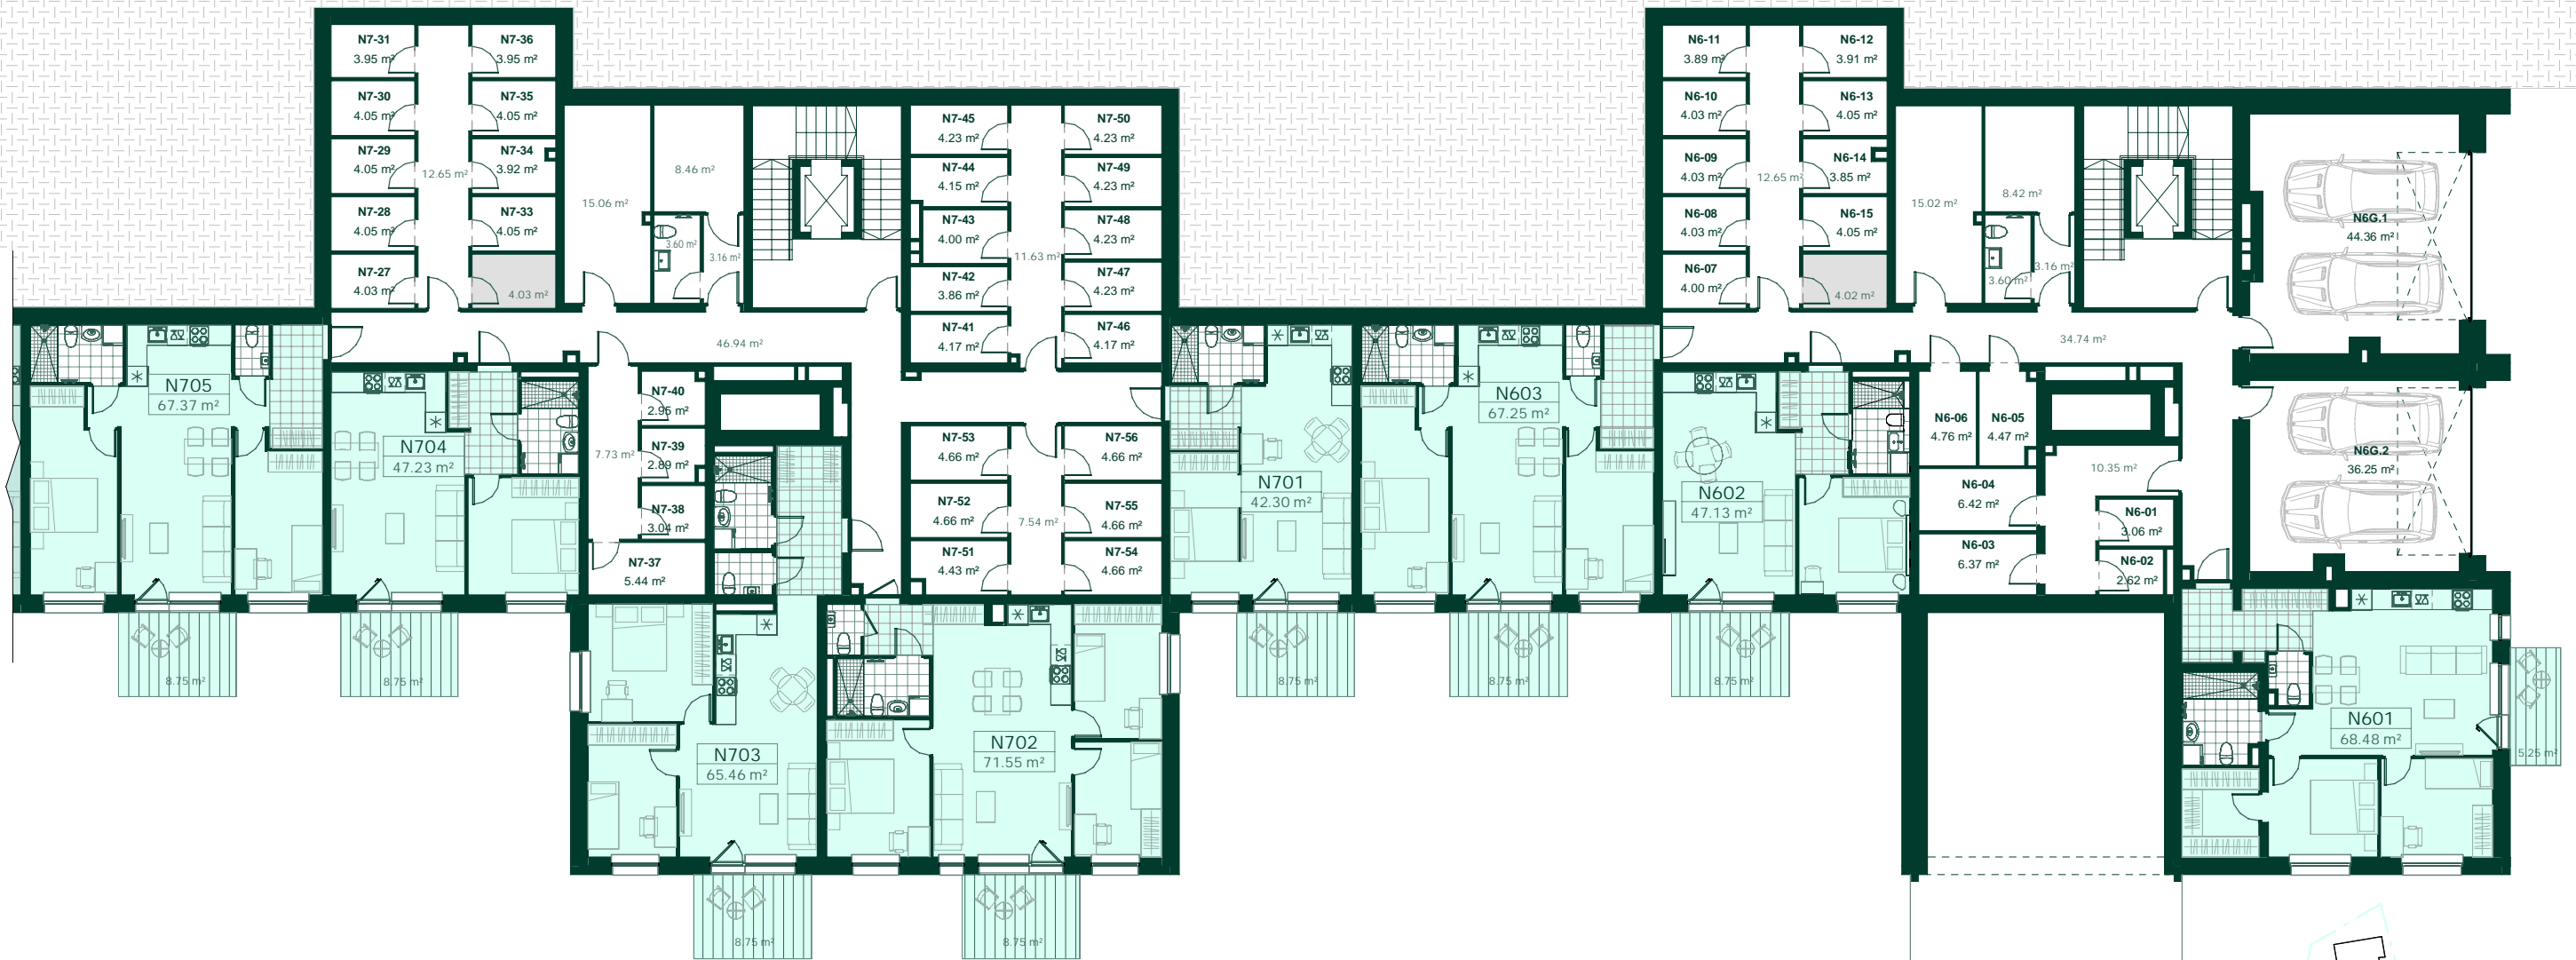 N7-31
3.95 m²
N7-36
3.95 m²
N7-30
4.05 m²
N7-35
4.05 m²
N7-29
4.05 m²
N7-34
3.92 m²
12.65 m²
N7-28
4.05 m²
N7-33
4.05 m²
N7-27
4.03 m²
4.03 m²
15.06 m²
8.46 m²
3.60 m²
3.16 m²
N7-45
4.23 m²
N7-50
4.23 m²
N7-44
4.15 m²
N7-49
4.23 m²
N7-43
4.00 m²
N7-48
4.23 m²
11.63 m²
N7-42
3.86 m²
N7-47
4.23 m²
N7-41
4.17 m²
N7-46
4.17 m²
46.94 m²
N6-11
3.89 m²
N6-12
3.91 m²
N6-10
4.03 m²
N6-13
4.05 m²
N6-09
4.03 m²
N6-14
3.85 m²
12.65 m²
N6-08
4.03 m²
N6-15
4.05 m²
N6-07
4.00 m²
4.02 m²
15.02 m²
8.42 m²
3.60 m²
3.16 m²
34.74 m²
N6G.1
44.36 m²
N6G.2
36.25 m²
N705
67.37 m²
N704
47.23 m²
7.73 m²
N7-40
2.95 m²
N7-39
2.89 m²
N7-38
3.04 m²
N7-37
5.44 m²
N7-53
4.66 m²
N7-56
4.66 m²
N7-52
4.66 m²
N7-55
4.66 m²
7.54 m²
N7-51
4.43 m²
N7-54
4.66 m²
N701
42.30 m²
N603
67.25 m²
N602
47.13 m²
N6-06
4.76 m²
N6-05
4.47 m²
10.35 m²
N6-04
6.42 m²
N6-01
3.06 m²
N6-03
6.37 m²
N6-02
2.62 m²
8.75 m²
8.75 m²
8.75 m²
8.75 m²
8.75 m²
N703
65.46 m²
N702
71.55 m²
N601
68.48 m²
5.25 m²
8.75 m²
8.75 m²